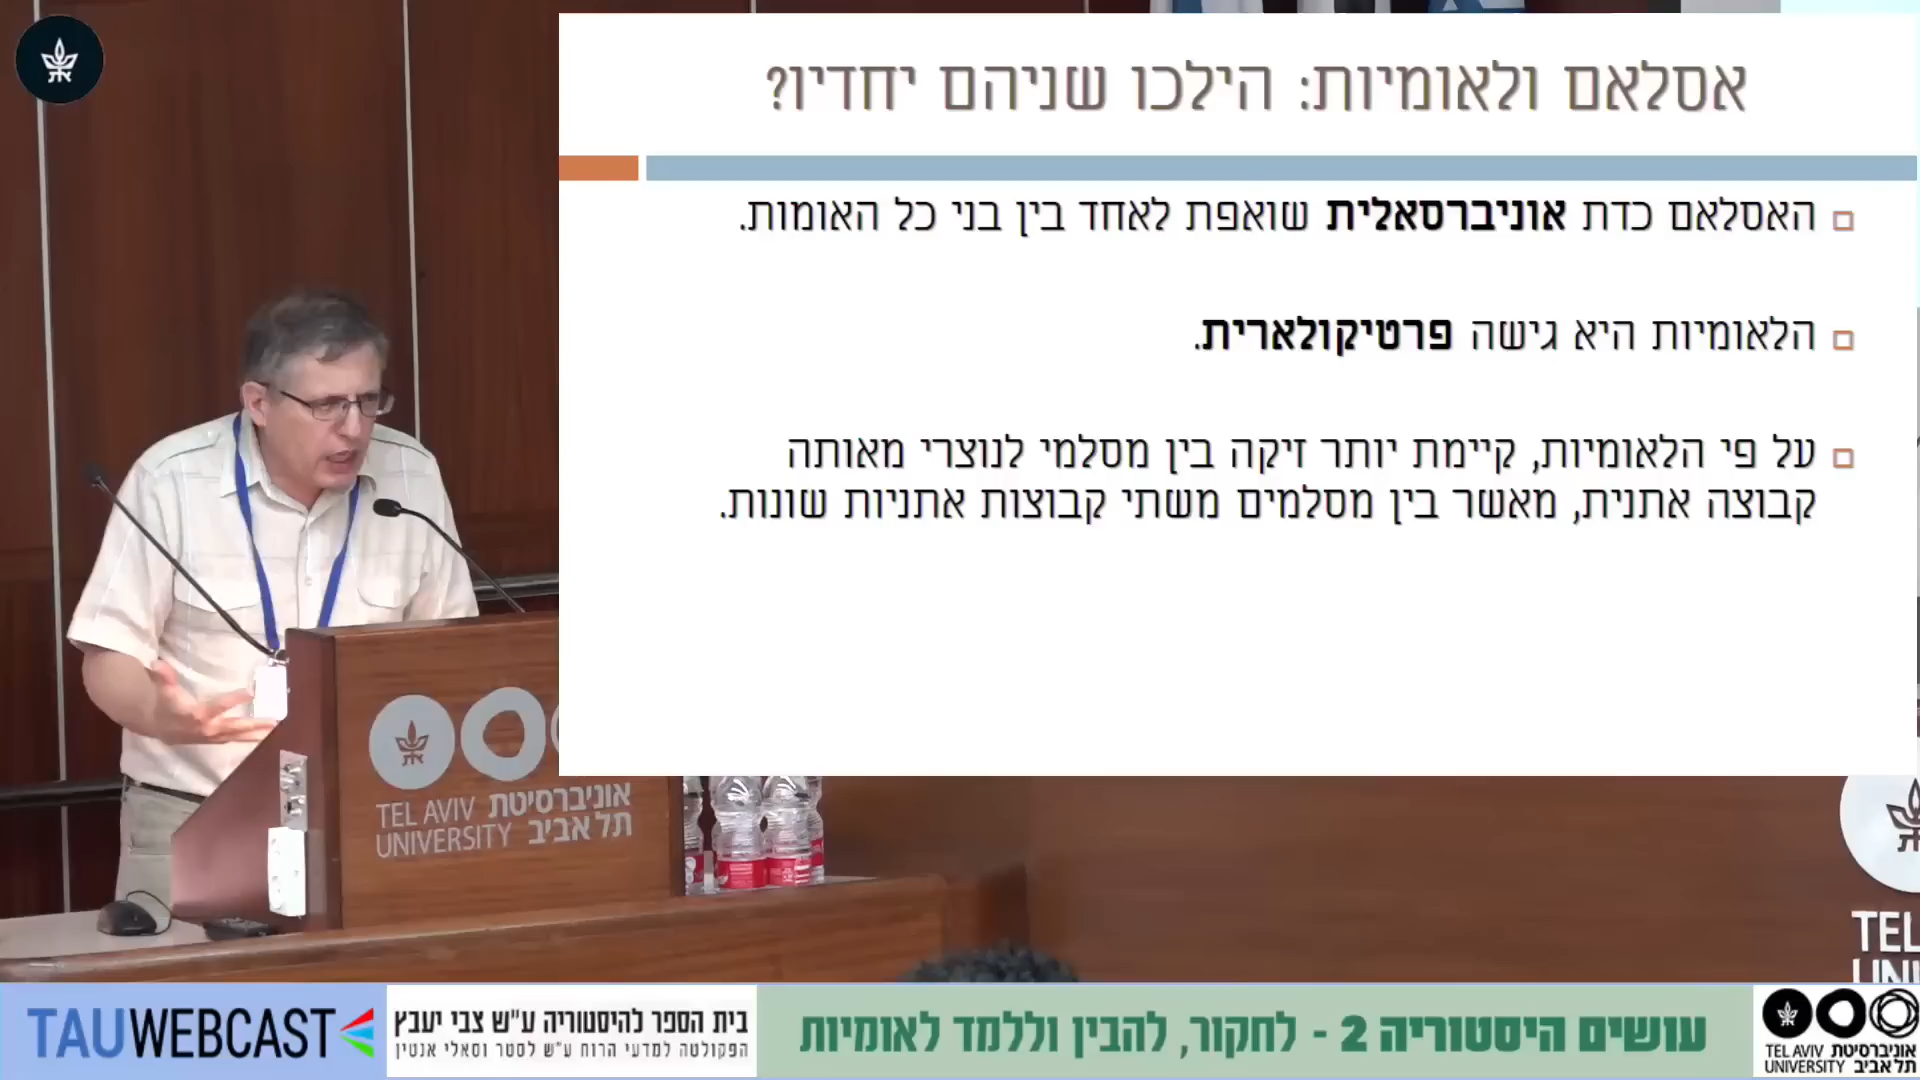 אסלאם ולאומיות: הילכו שניהם יחדיו?
האסלאם כדת אוניברסאלית שואפת לאחד בין בני כל האומות.
הלאומיות היא גישה פרטיקולארית.
על פי הלאומיות, קיימת יותר זיקה בין מסלמי לנוצרי מאותה
קבוצה אתנית, מאשר בין מסלמים משתי קבוצות אתניות שונות.
TEL AVIV אוניברסיטת
UNIVERSITY תל אביב
TEL
UNI
TAUWEBCAST
בית הספר להיסטוריה ע"ש צבי יעבץ
הפקולטה למדעי הרוח ע"ש לסטר וסאלי אנטין
עושים היסטוריה 2 - לחקור, להבין וללמד לאומיות
TEL AVIV אוניברסיטת
UNIVERSITY תל אביב